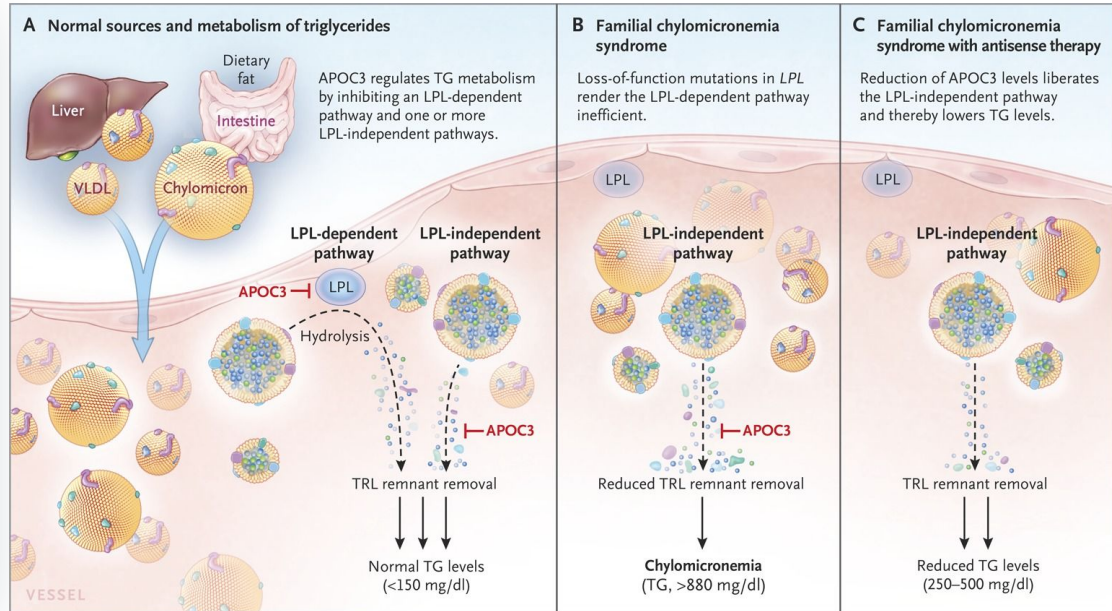 A Normal sources and metabolism of triglycerides
Liver
Dietary
fat
Intestine
VLDL
Chylomicron
APOC3 regulates TG metabolism
by inhibiting an LPL-dependent
pathway and one or more
LPL-independent pathways.
LPL-dependent
pathway
LPL-independent
pathway
APOC3
LPL
Hydrolysis
APOC3
TRL remnant removal
Normal TG levels
(<150 mg/dl)
VESSEL
B Familial chylomicronemia
syndrome
Loss-of-function mutations in LPL
render the LPL-dependent pathway
inefficient.
LPL
LPL-independent
pathway
APOC3
Reduced TRL remnant removal
Chylomicronemia
(TG, >880 mg/dl)
C Familial chylomicronemia
syndrome with antisense therapy
Reduction of APOC3 levels liberates
the LPL-independent pathway
and thereby lowers TG levels.
LPL
LPL-independent
pathway
TRL remnant removal
Reduced TG levels
(250–500 mg/dl)